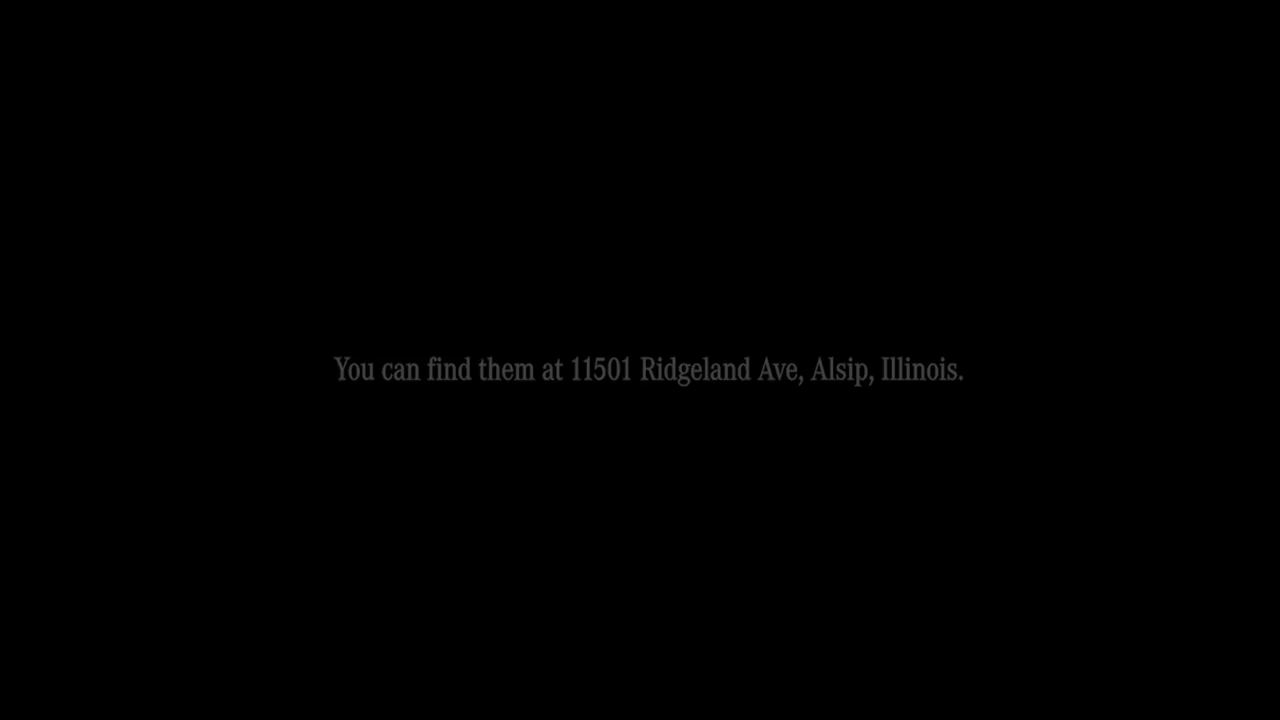 You can find them at 11501 Ridgeland Ave, Alsip, Illinois.